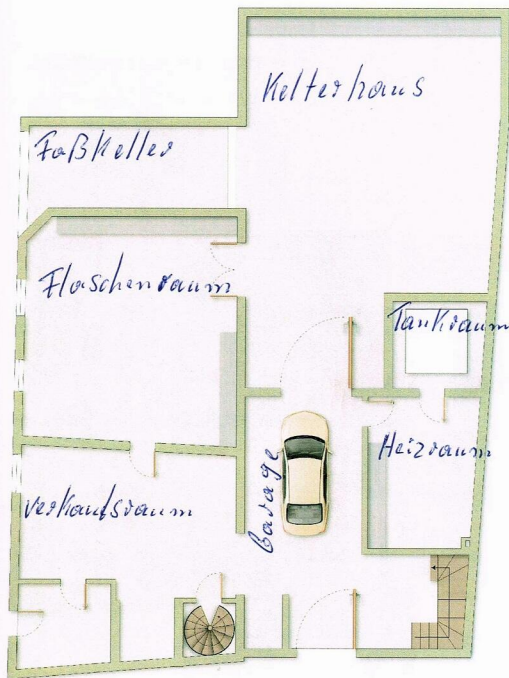 Kelterhaus
Faßkeller
Flaschenraum
Tankraum
Heizraum
Garage
Verkaufsraum